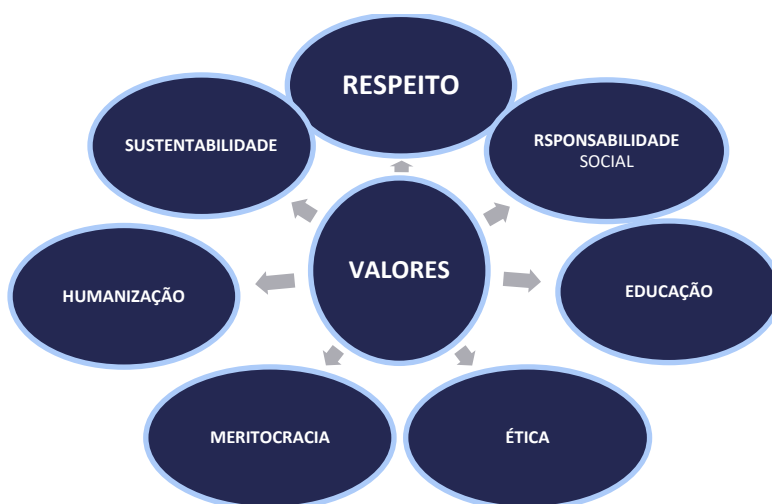 RESPEITO
SUSTENTABILIDADE
RSPONSABILIDADE
SOCIAL
VALORES
HUMANIZAÇÃO
EDUCAÇÃO
MERITOCRACIA
ÉTICA